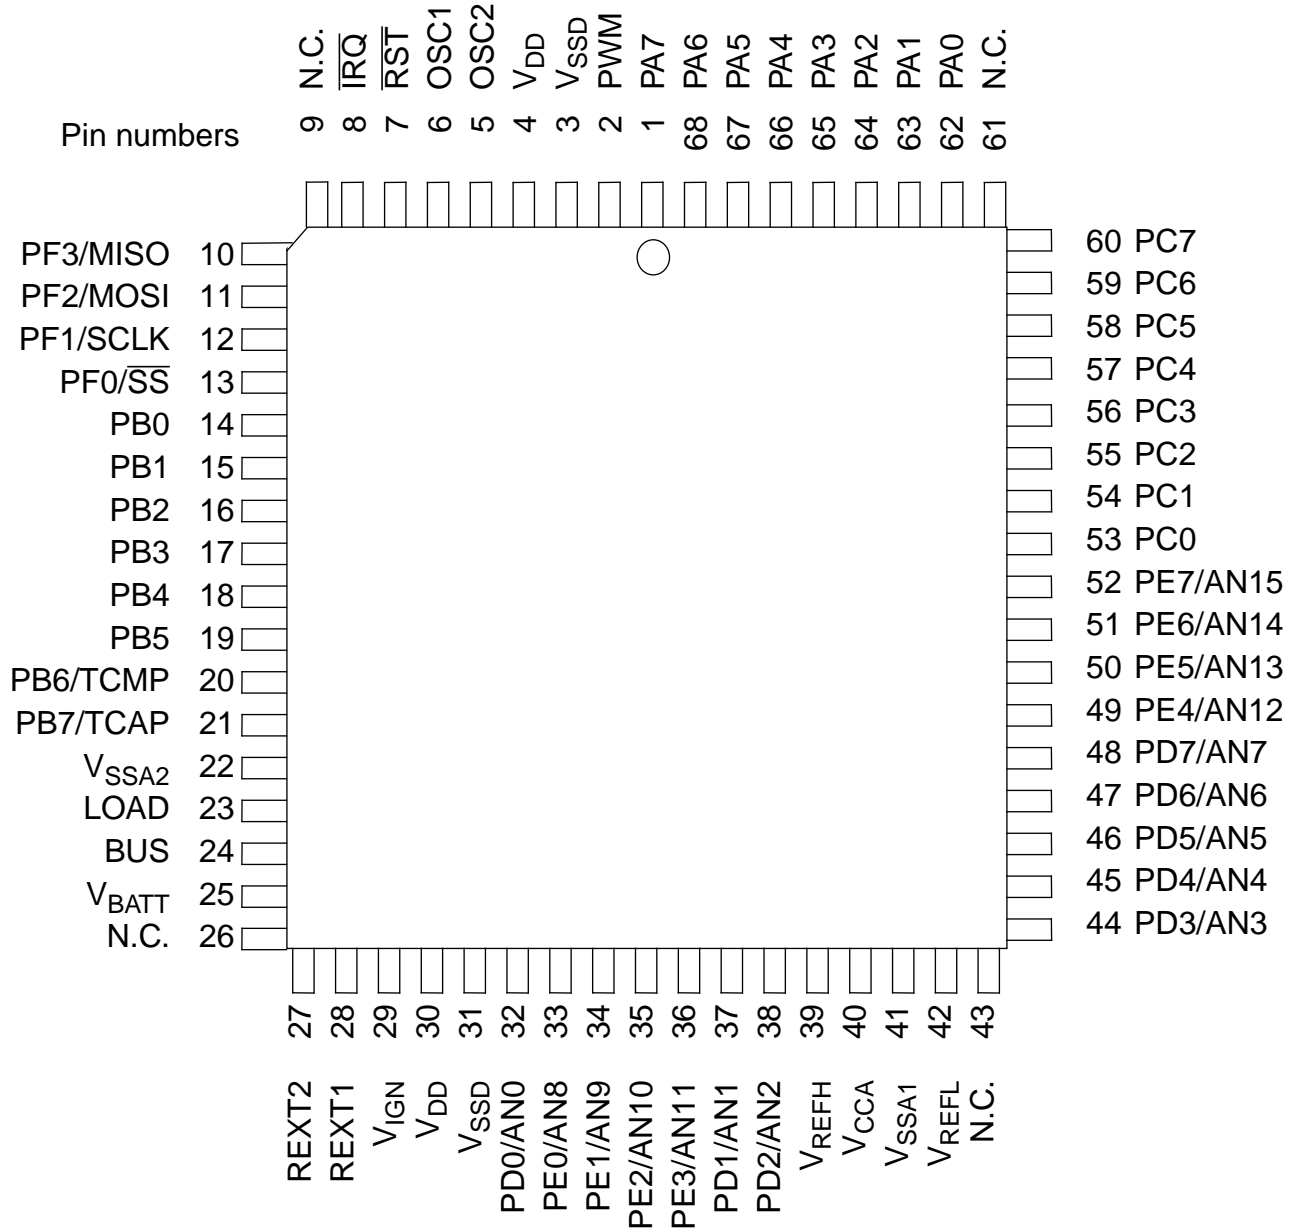 N.C. IRQ RST OSC1 OSC2 VDD VSSD PWM PA7 PA6 PA5 PA4 PA3 PA2 PA1 PA0 N.C.
Pin numbers 9 8 7 6 5 4 3 2 1 68 67 66 65 64 63 62 61
PF3/MISO 10
PF2/MOSI 11
PF1/SCLK 12
PF0/SS 13
PB0 14
PB1 15
PB2 16
PB3 17
PB4 18
PB5 19
PB6/TCMP 20
PB7/TCAP 21
VSSA2 22
LOAD 23
BUS 24
VBATT 25
N.C. 26
60 PC7
59 PC6
58 PC5
57 PC4
56 PC3
55 PC2
54 PC1
53 PC0
52 PE7/AN15
51 PE6/AN14
50 PE5/AN13
49 PE4/AN12
48 PD7/AN7
47 PD6/AN6
46 PD5/AN5
45 PD4/AN4
44 PD3/AN3
27 28 29 30 31 32 33 34 35 36 37 38 39 40 41 42 43
REXT2 REXT1 VIGN VDD VSSD PD0/AN0 PE0/AN8 PE1/AN9 PE2/AN10 PE3/AN11 PD1/AN1 PD2/AN2 VREFH VCCA VSSA1 VREFL N.C.